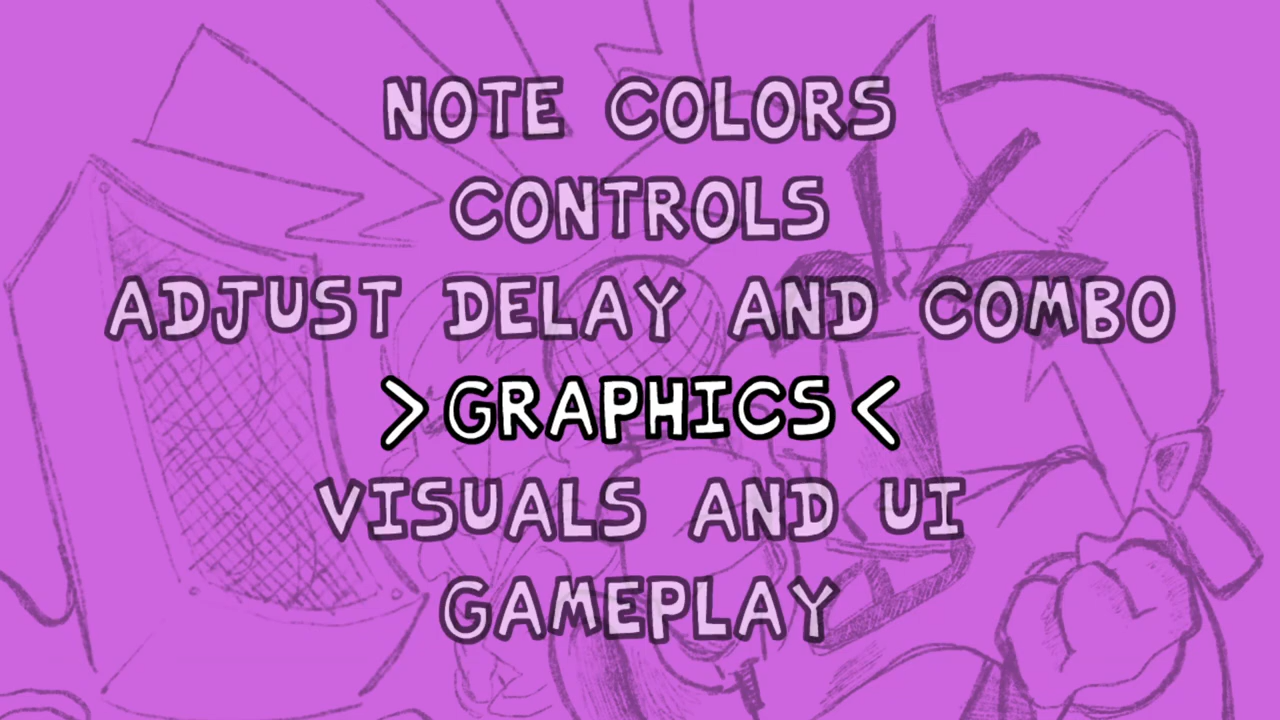 NOTE COLORS
CONTROLS
ADJUST DELAY AND COMBO
>GRAPHICS<
VISUALS AND UI
GAMEPLAY